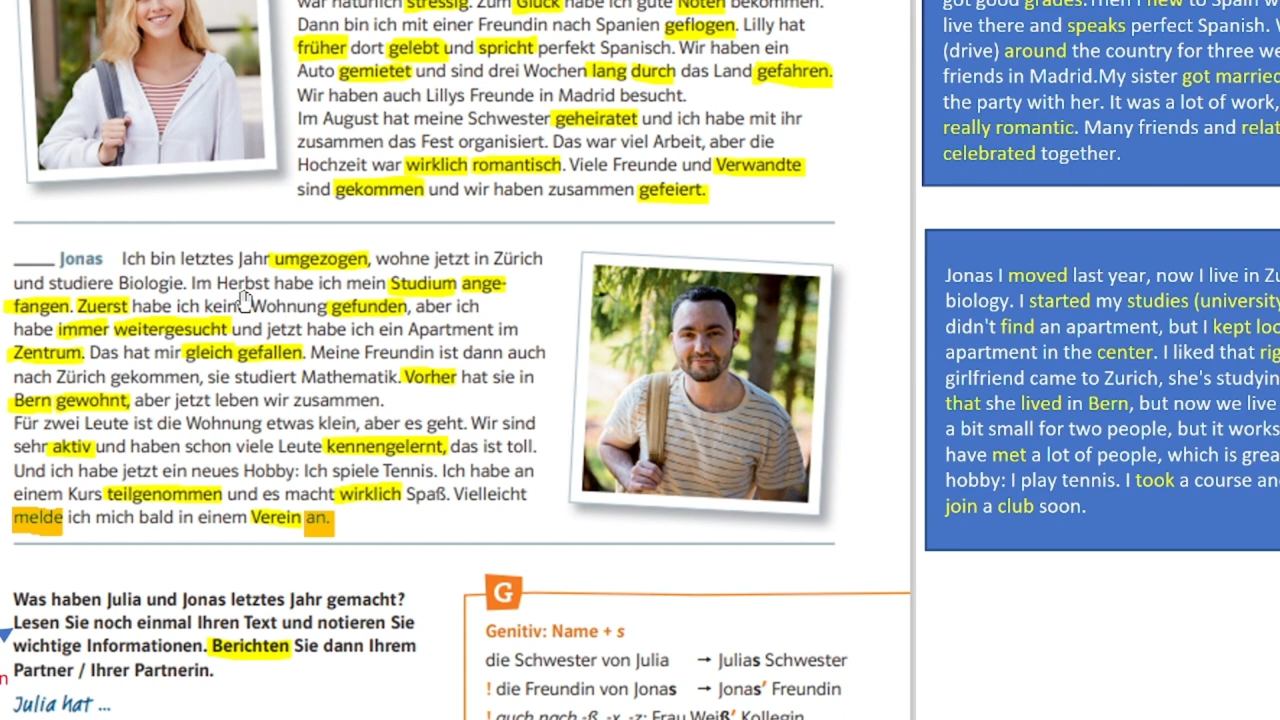 war natürlich stressig. Zum Glück habe ich gute Noten bekommen.
Dann bin ich mit einer Freundin nach Spanien geflogen. Lilly hat
früher dort gelebt und spricht perfekt Spanisch. Wir haben ein
Auto gemietet und sind drei Wochen lang durch das Land gefahren.
Wir haben auch Lillys Freunde in Madrid besucht.
Im August hat meine Schwester geheiratet und ich habe mit ihr
zusammen das Fest organisiert. Das war viel Arbeit, aber die
Hochzeit war wirklich romantisch. Viele Freunde und Verwandte
sind gekommen und wir haben zusammen gefeiert.
____ Jonas Ich bin letztes Jahr umgezogen, wohne jetzt in Zürich
und studiere Biologie. Im Herbst habe ich mein Studium ange-
fangen. Zuerst habe ich keine Wohnung gefunden, aber ich
habe immer weitergesucht und jetzt habe ich ein Apartment im
Zentrum. Das hat mir gleich gefallen. Meine Freundin ist dann auch
nach Zürich gekommen, sie studiert Mathematik. Vorher hat sie in
Bern gewohnt, aber jetzt leben wir zusammen.
Für zwei Leute ist die Wohnung etwas klein, aber es geht. Wir sind
sehr aktiv und haben schon viele Leute kennengelernt, das ist toll.
Und ich habe jetzt ein neues Hobby: Ich spiele Tennis. Ich habe an
einem Kurs teilgenommen und es macht wirklich Spaß. Vielleicht
melde ich mich bald in einem Verein an.
Was haben Julia und Jonas letztes Jahr gemacht?
Lesen Sie noch einmal Ihren Text und notieren Sie
wichtige Informationen. Berichten Sie dann Ihrem
n Partner / Ihrer Partnerin.
Julia hat ...
G
Genitiv: Name + s
die Schwester von Julia → Julias Schwester
! die Freundin von Jonas → Jonas' Freundin
! auch nach -ß, -x, -z: Frau Weiß' Kollegin
got good grades. Then I flew to Spain w
live there and speaks perfect Spanish.
(drive) around the country for three we
friends in Madrid.My sister got married
the party with her. It was a lot of work,
really romantic. Many friends and relat
celebrated together.
Jonas I moved last year, now I live in Zu
biology. I started my studies (university
didn't find an apartment, but I kept loo
apartment in the center. I liked that rig
girlfriend came to Zurich, she's studyin
that she lived in Bern, but now we live
a bit small for two people, but it works
have met a lot of people, which is grea
hobby: I play tennis. I took a course an
join a club soon.